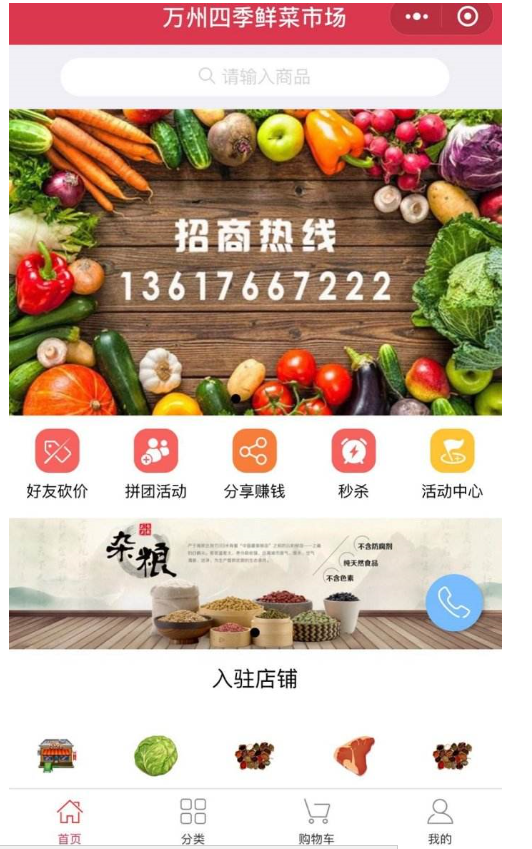 万州四季鲜菜市场
请输入商品
招商热线
13617667222
好友砍价
拼团活动
分享赚钱
秒杀
活动中心
杂粮
不含防腐剂
纯天然食品
不含色素
入驻店铺
首页
分类
购物车
我的